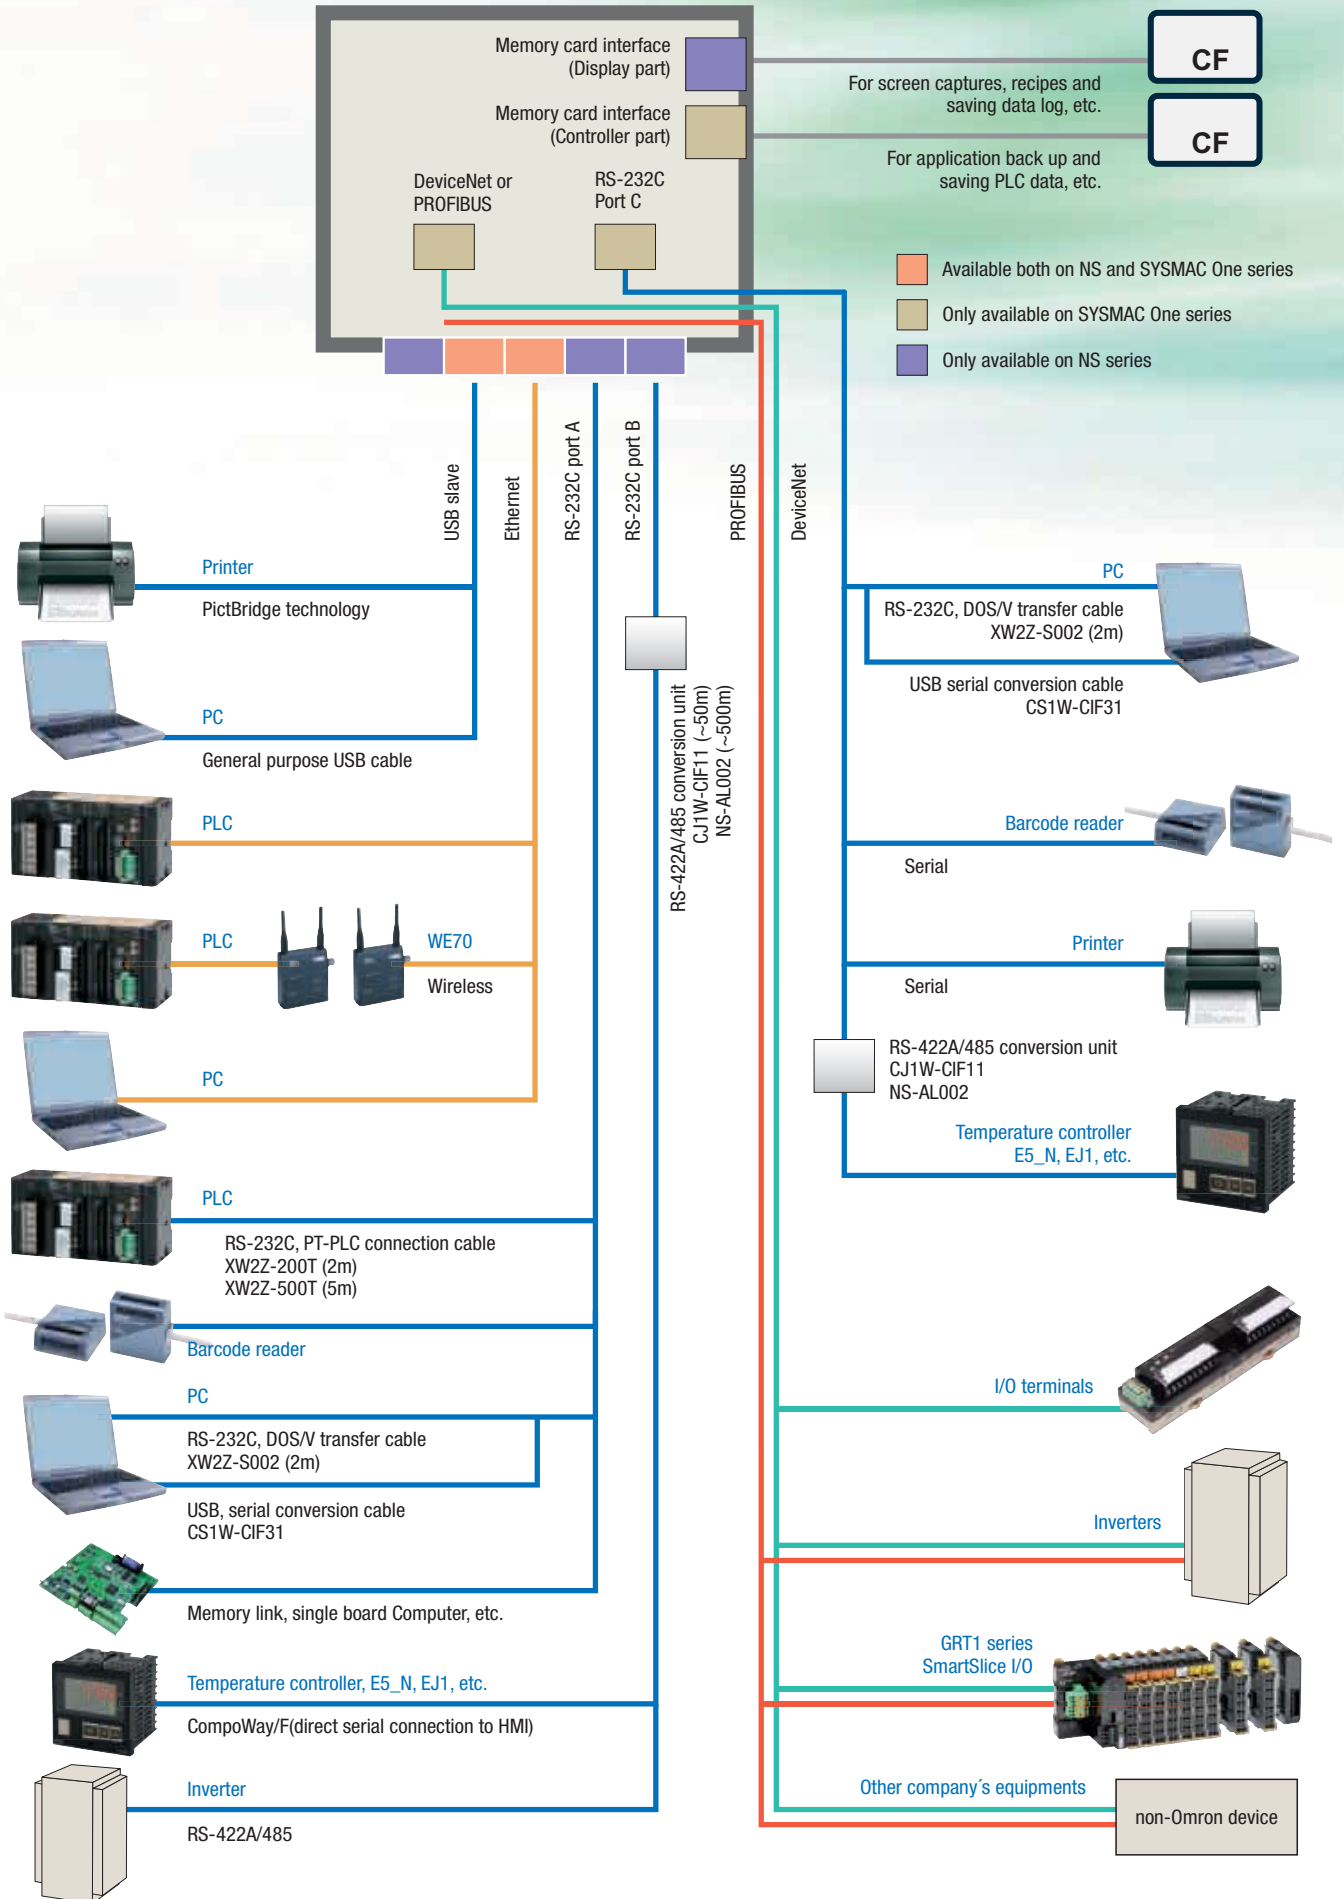 Memory card interface
(Display part)
CF
For screen captures, recipes and
saving data log, etc.
Memory card interface
(Controller part)
CF
For application back up and
saving PLC data, etc.
DeviceNet or
PROFIBUS
RS-232C
Port C
Available both on NS and SYSMAC One series
Only available on SYSMAC One series
Only available on NS series
USB slave
Ethernet
RS-232C port A
RS-232C port B
PROFIBUS
DeviceNet
Printer
PictBridge technology
PC
General purpose USB cable
PLC
PLC
WE70
Wireless
PC
RS-422A/485 conversion unit
CJ1W-CIF11 (~50m)
NS-AL002 (~500m)
PLC
RS-232C, PT-PLC connection cable
XW2Z-200T (2m)
XW2Z-500T (5m)
Barcode reader
PC
RS-232C, DOS/V transfer cable
XW2Z-S002 (2m)
USB, serial conversion cable
CS1W-CIF31
Memory link, single board Computer, etc.
Temperature controller, E5_N, EJ1, etc.
CompoWay/F(direct serial connection to HMI)
Inverter
RS-422A/485
PC
RS-232C, DOS/V transfer cable
XW2Z-S002 (2m)
USB serial conversion cable
CS1W-CIF31
Barcode reader
Serial
Printer
Serial
RS-422A/485 conversion unit
CJ1W-CIF11
NS-AL002
Temperature controller
E5_N, EJ1, etc.
I/O terminals
Inverters
GRT1 series
SmartSlice I/O
Other company´s equipments
non-Omron device